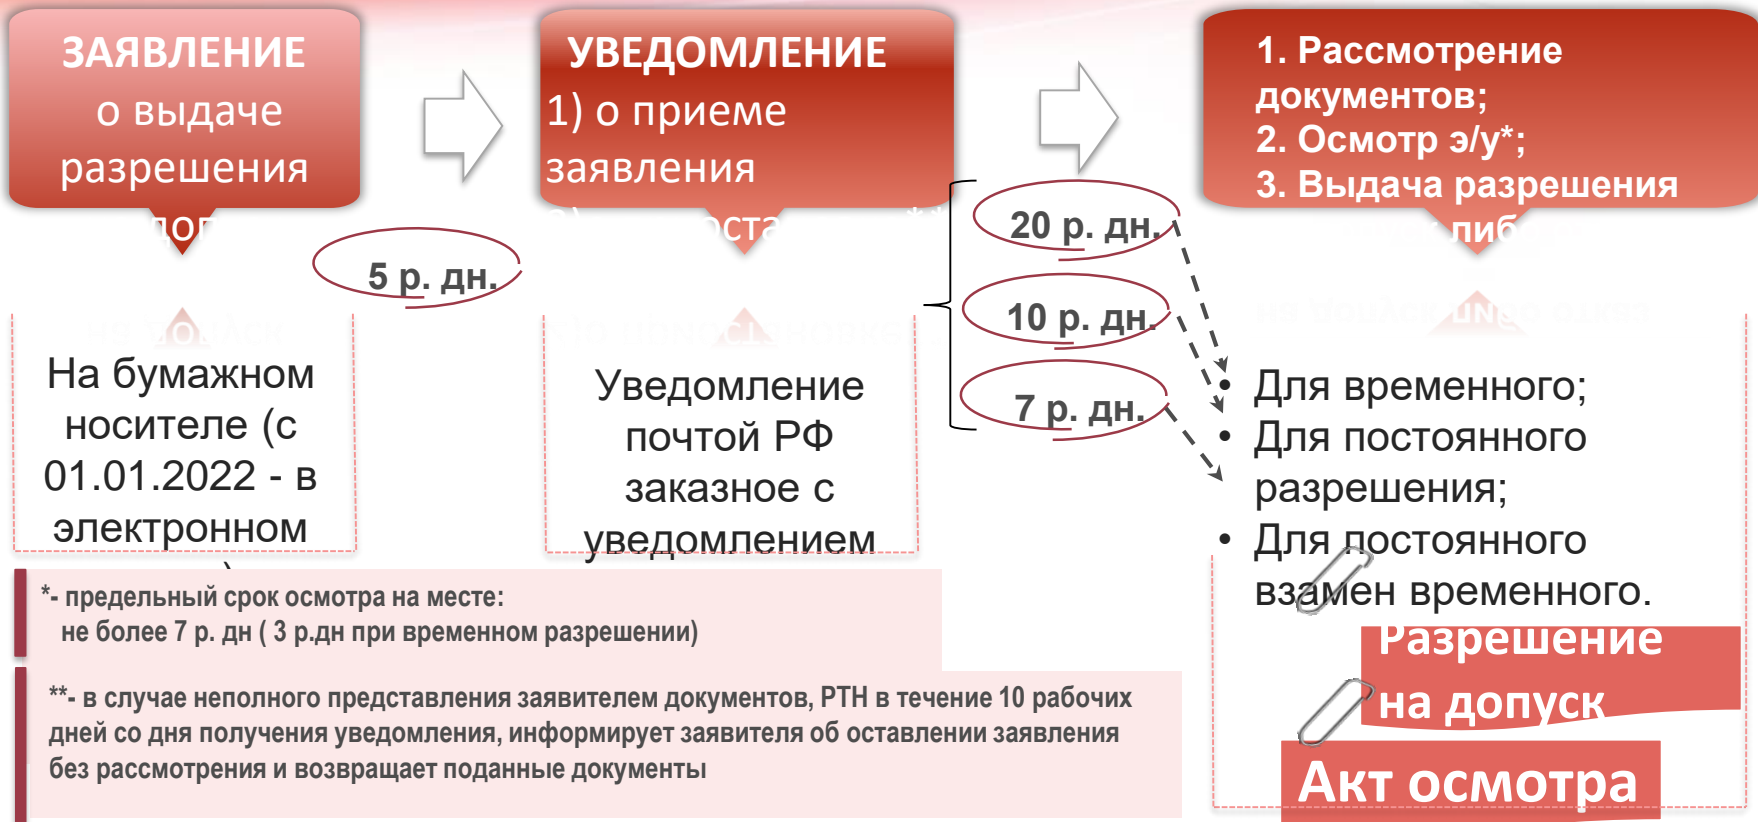 ЗАЯВЛЕНИЕ
о выдаче
разрешения
УВЕДОМЛЕНИЕ
1) о приеме
заявления
1. Рассмотрение
документов;
2. Осмотр э/у*;
3. Выдача разрешения
5 р. дн.
20 р. дн.
10 р. дн.
7 р. дн.
На бумажном
носителе (с
01.01.2022 - в
электронном
Уведомление
почтой РФ
заказное с
уведомлением
• Для временного;
• Для постоянного
разрешения;
• Для постоянного
взамен временного.
*- предельный срок осмотра на месте:
не более 7 р. дн ( 3 р.дн при временном разрешении)
**- в случае неполного представления заявителем документов, РТН в течение 10 рабочих
дней со дня получения уведомления, информирует заявителя об оставлении заявления
без рассмотрения и возвращает поданные документы
Разрешение
на допуск
Акт осмотра